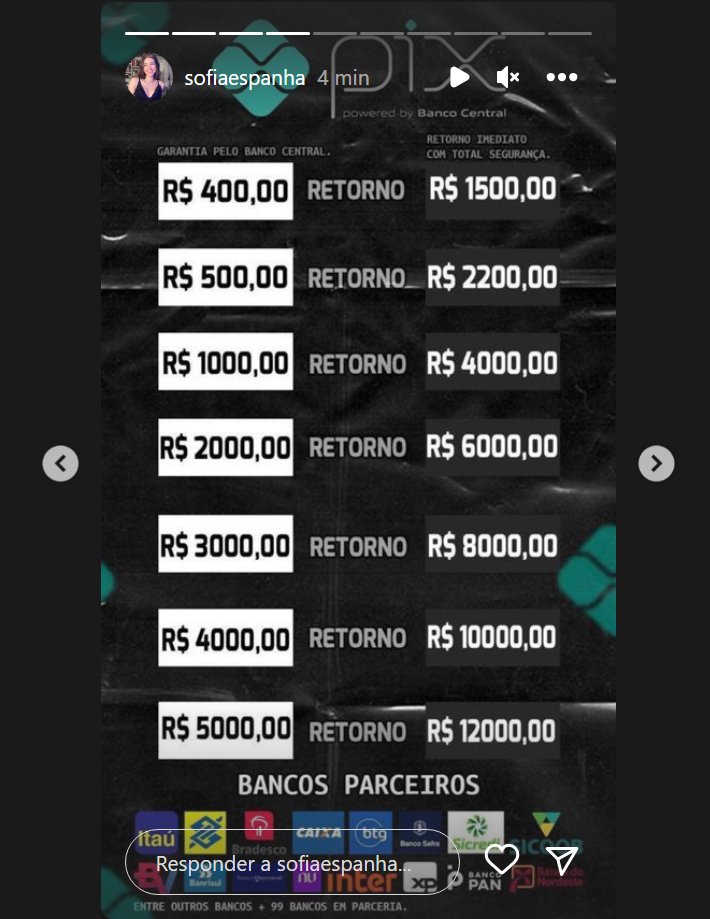 sofiaespanha 4 min
pix
powered by Banco Central
GARANTIA PELO BANCO CENTRAL.
RETORNO IMEDIATO
COM TOTAL SEGURANÇA.
R$ 400,00 RETORNO R$ 1500,00
R$ 500,00 RETORNO R$ 2200,00
R$ 1000,00 RETORNO R$ 4000,00
R$ 2000,00 RETORNO R$ 6000,00
R$ 3000,00 RETORNO R$ 8000,00
R$ 4000,00 RETORNO R$ 10000,00
R$ 5000,00 RETORNO R$ 12000,00
BANCOS PARCEIROS
Itaú Bradesco CAIXA btg Banco Safra Sicredi SICOOB
Responder a sofiaespanha...
BV Banrisul nu inter xp BANCO PAN Banco do Nordeste
ENTRE OUTROS BANCOS + 99 BANCOS EM PARCERIA.